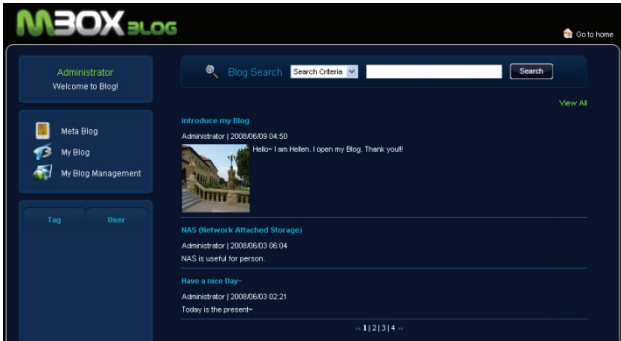 MBOX BLOG
Go to home
Administrator
Welcome to Blog!
Blog Search Search Criteria Search
View All
Meta Blog
My Blog
My Blog Management
Tag User
introduce my Blog
Administrator | 2008/06/09 04:50
Hello~ I am Hellen. I open my Blog. Thank you!!
NAS (Network Attached Storage)
Administrator | 2008/06/03 06:04
NAS is useful for person.
Have a nice Day~
Administrator | 2008/06/03 02:21
Today is the present~
‹‹ 1 | 2 | 3 | 4 ››